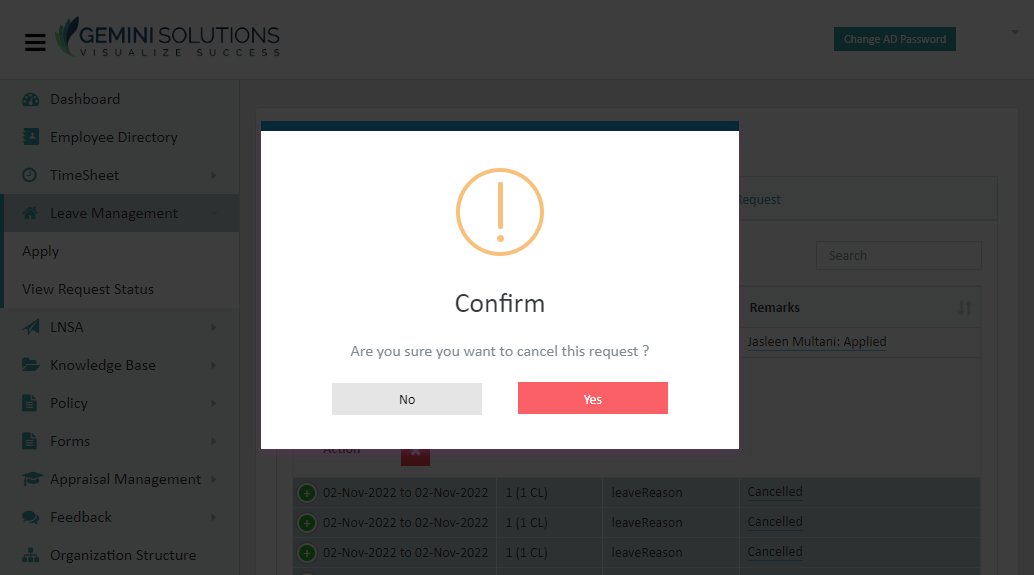 GEMINI SOLUTIONS
VISUALIZE SUCCESS
Change AD Password
Dashboard
Employee Directory
TimeSheet
Leave Management
Apply
View Request Status
LNSA
Knowledge Base
Policy
Forms
Appraisal Management
Feedback
Organization Structure
Request
Search
Remarks
Jasleen Multani: Applied
Confirm
Are you sure you want to cancel this request ?
No
Yes
Action
02-Nov-2022 to 02-Nov-2022 1 (1 CL) leaveReason Cancelled
02-Nov-2022 to 02-Nov-2022 1 (1 CL) leaveReason Cancelled
02-Nov-2022 to 02-Nov-2022 1 (1 CL) leaveReason Cancelled